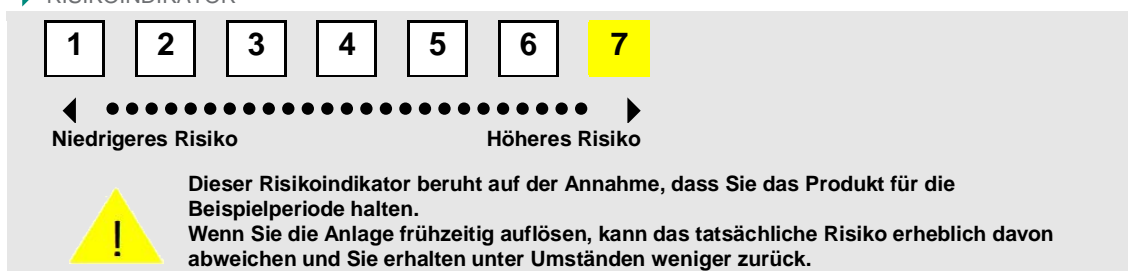 RISIKOINDIKATOR
1 2 3 4 5 6 7
Niedrigeres Risiko Höheres Risiko
Dieser Risikoindikator beruht auf der Annahme, dass Sie das Produkt für die
Beispielperiode halten.
Wenn Sie die Anlage frühzeitig auflösen, kann das tatsächliche Risiko erheblich davon
abweichen und Sie erhalten unter Umständen weniger zurück.
!